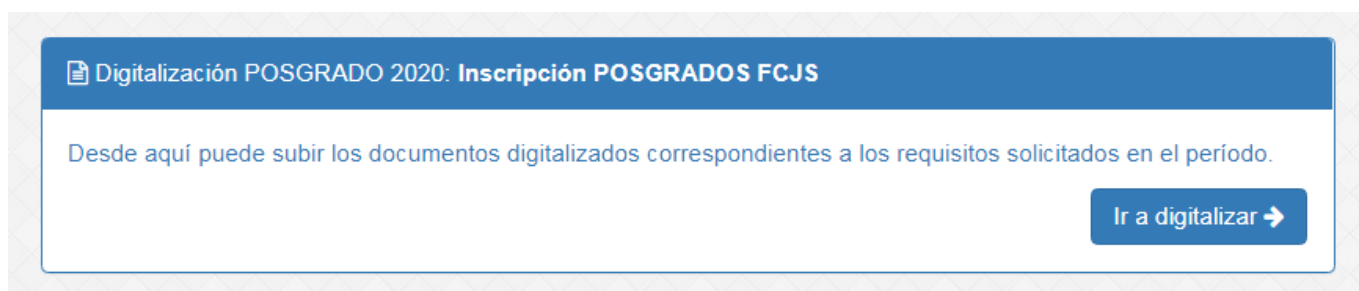 Digitalización POSGRADO 2020: Inscripción POSGRADOS FCJS
Desde aquí puede subir los documentos digitalizados correspondientes a los requisitos solicitados en el período.
Ir a digitalizar